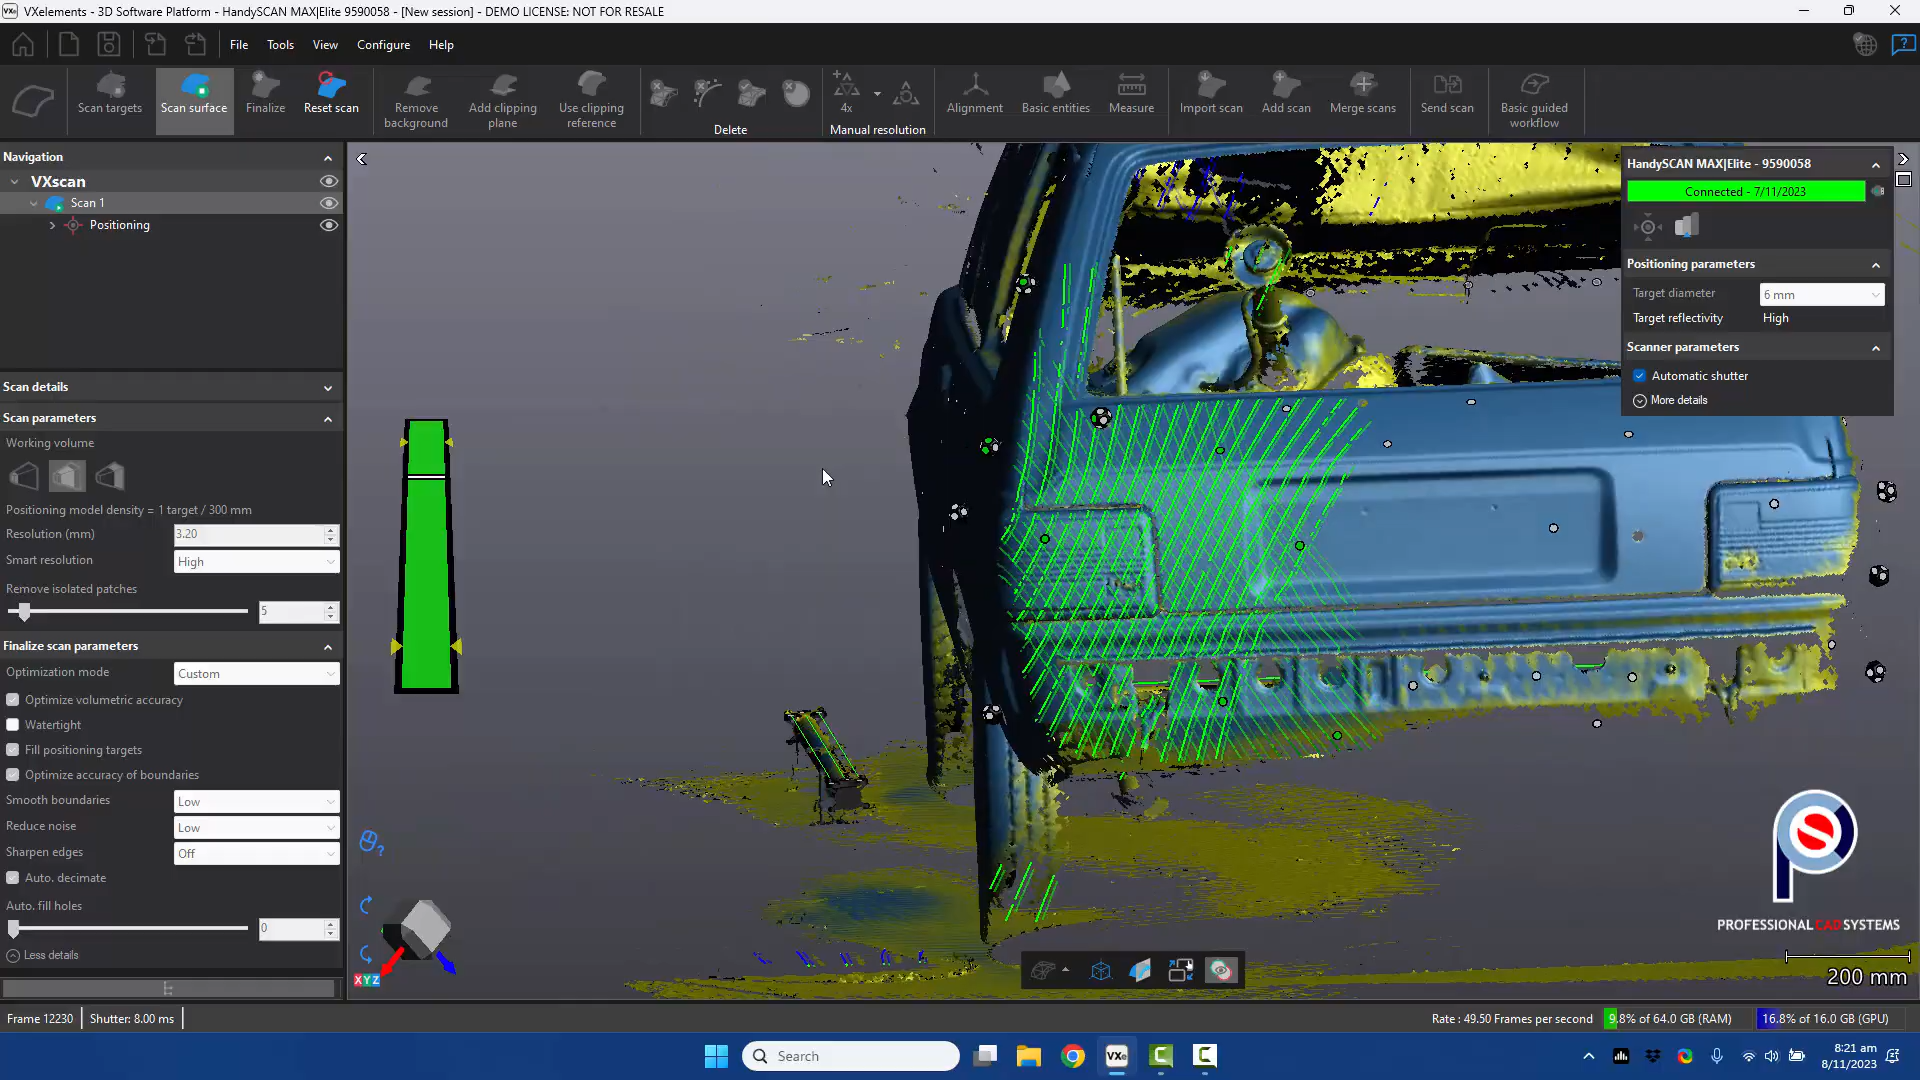 VXelements - 3D Software Platform - HandySCAN MAX|Elite 9590058 - [New session] - DEMO LICENSE: NOT FOR RESALE
File Tools View Configure Help
Scan targets Scan surface Finalize Reset scan Remove background Add clipping plane Use clipping reference Delete 4x Manual resolution Alignment Basic entities Measure Import scan Add scan Merge scans Send scan Basic guided workflow
Navigation
VXscan
Scan 1
Positioning
Scan details
Scan parameters
Working volume
Positioning model density = 1 target / 300 mm
Resolution (mm) 3.20
Smart resolution High
Remove isolated patches
5
Finalize scan parameters
Optimization mode Custom
Optimize volumetric accuracy
Watertight
Fill positioning targets
Optimize accuracy of boundaries
Smooth boundaries Low
Reduce noise Low
Sharpen edges Off
Auto. decimate
Auto. fill holes
0
Less details
XYZ
HandySCAN MAX|Elite - 9590058
Connected - 7/11/2023
Positioning parameters
Target diameter 6 mm
Target reflectivity High
Scanner parameters
Automatic shutter
More details
PROFESSIONALCADSYSTEMS
200 mm
Frame 12230 Shutter: 8.00 ms
Rate : 49.50 Frames per second 9.8% of 64.0 GB (RAM) 16.8% of 16.0 GB (GPU)
Search
VXe
8:21 am
8/11/2023